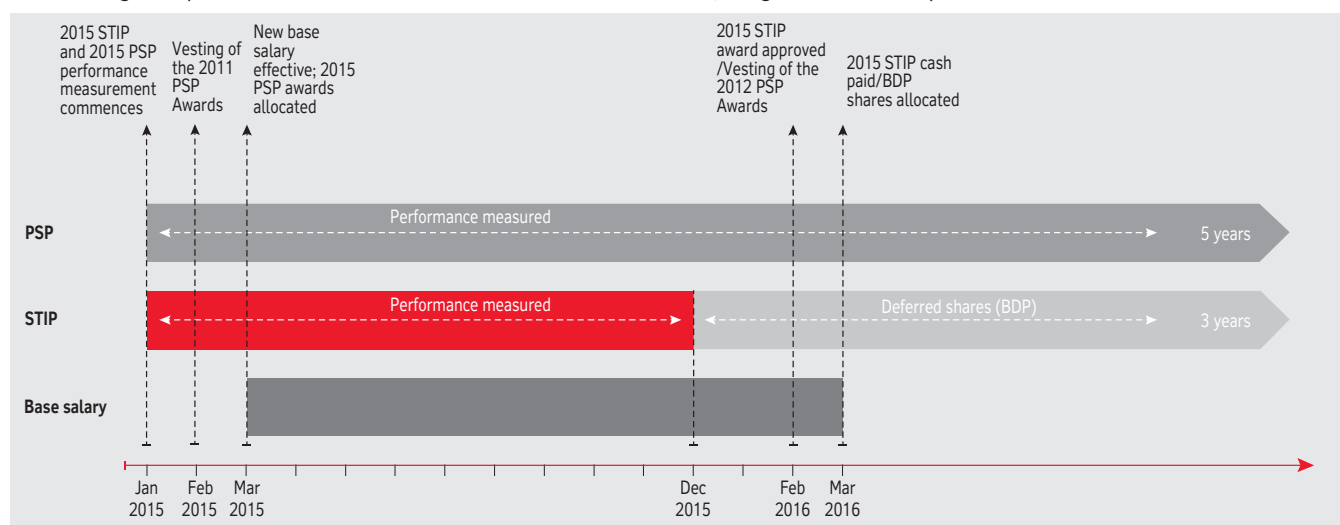 2015 STIP
and 2015 PSP
performance
measurement
commences
Vesting of
the 2011
PSP
Awards
New base
salary
effective; 2015
PSP awards
allocated
2015 STIP
award approved
/Vesting of the
2012 PSP
Awards
2015 STIP cash
paid/BDP
shares allocated
PSP
Performance measured
5 years
STIP
Performance measured
Deferred shares (BDP)
3 years
Base salary
Jan
2015
Feb
2015
Mar
2015
Dec
2015
Feb
2016
Mar
2016